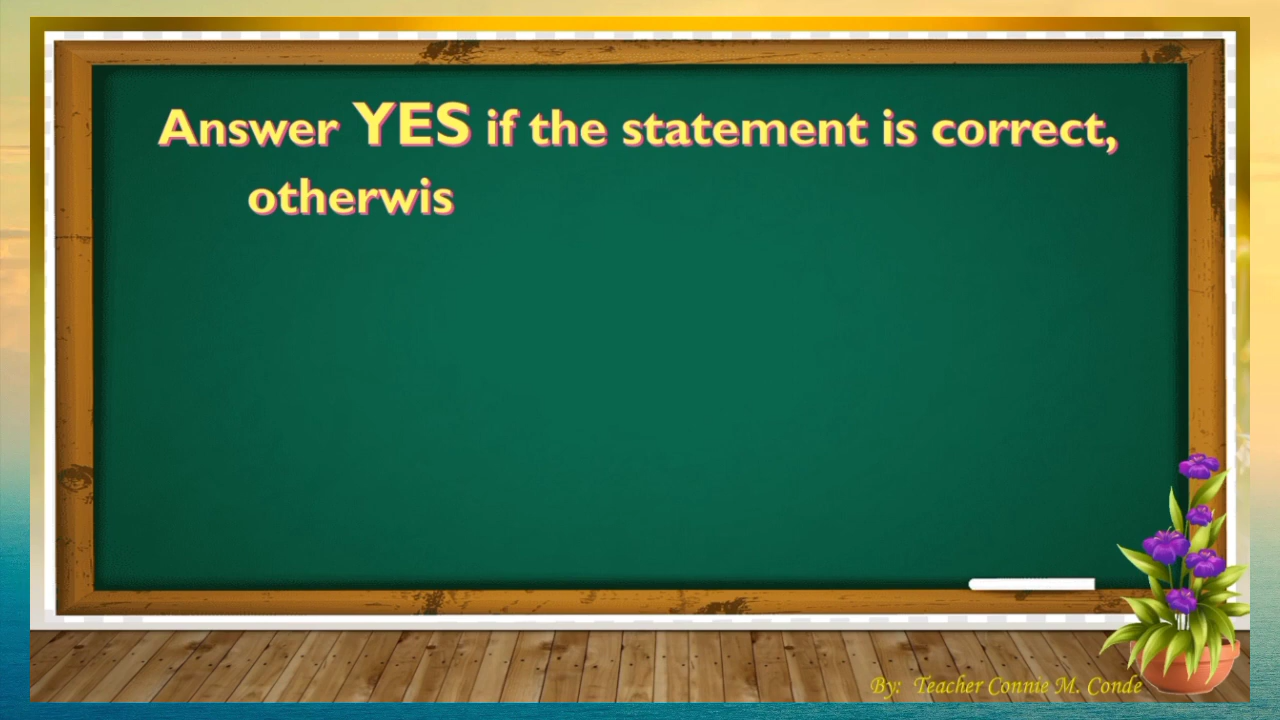 Answer YES if the statement is correct,
otherwis
By: Teacher Connie M. Conde